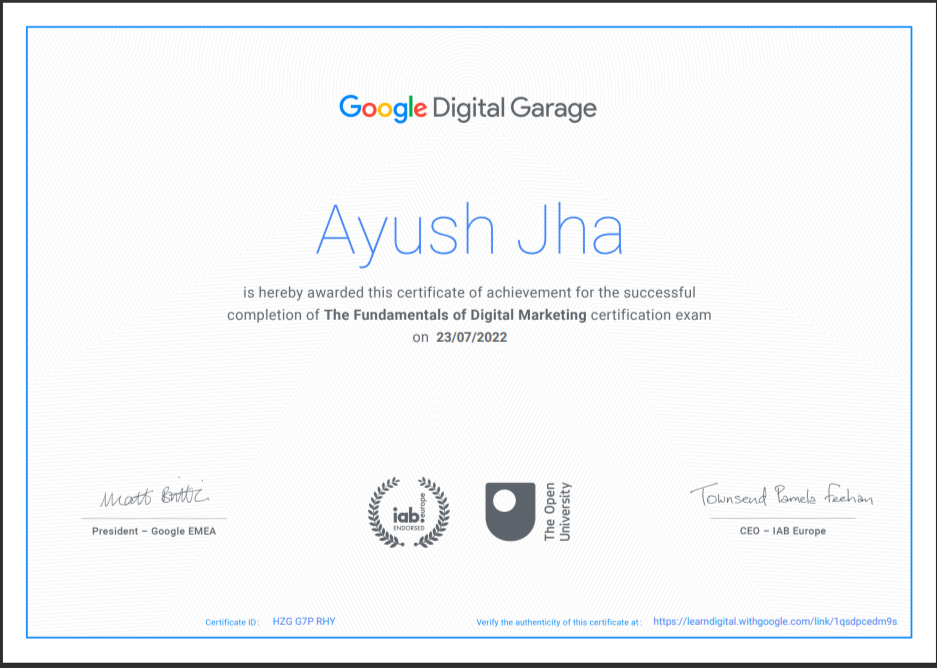 Google Digital Garage
Ayush Jha
is hereby awarded this certificate of achievement for the successful
completion of The Fundamentals of Digital Marketing certification exam
on 23/07/2022
Matt Brittin
President – Google EMEA
iab.europe
ENDORSED
The Open
University
Townsend Pamela Feehan
CEO – IAB Europe
Certificate ID: HZG G7P RHY
Verify the authenticity of this certificate at: https://learndigital.withgoogle.com/link/1qsdpcedm9s